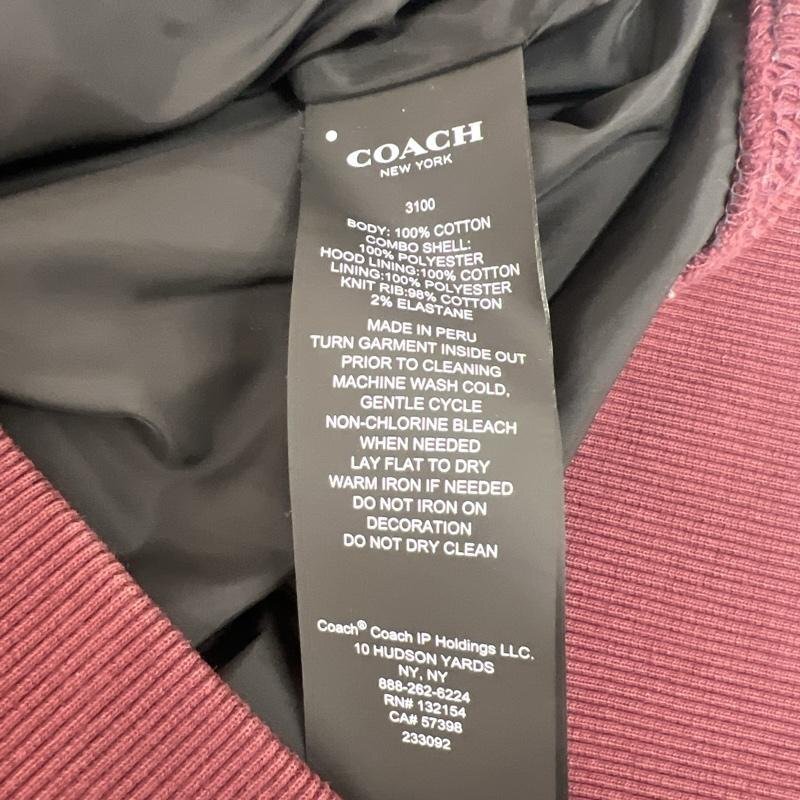 COACH
NEW YORK
3100
BODY: 100% COTTON
COMBO SHELL:
100% POLYESTER
HOOD LINING:100% COTTON
LINING:100% POLYESTER
KNIT RIB:98% COTTON
2% ELASTANE
MADE IN PERU
TURN GARMENT INSIDE OUT
PRIOR TO CLEANING
MACHINE WASH COLD,
GENTLE CYCLE
NON-CHLORINE BLEACH
WHEN NEEDED
LAY FLAT TO DRY
WARM IRON IF NEEDED
DO NOT IRON ON
DECORATION
DO NOT DRY CLEAN
Coach® Coach IP Holdings LLC.
10 HUDSON YARDS
NY, NY
888-262-6224
RN# 132154
CA# 57398
233092